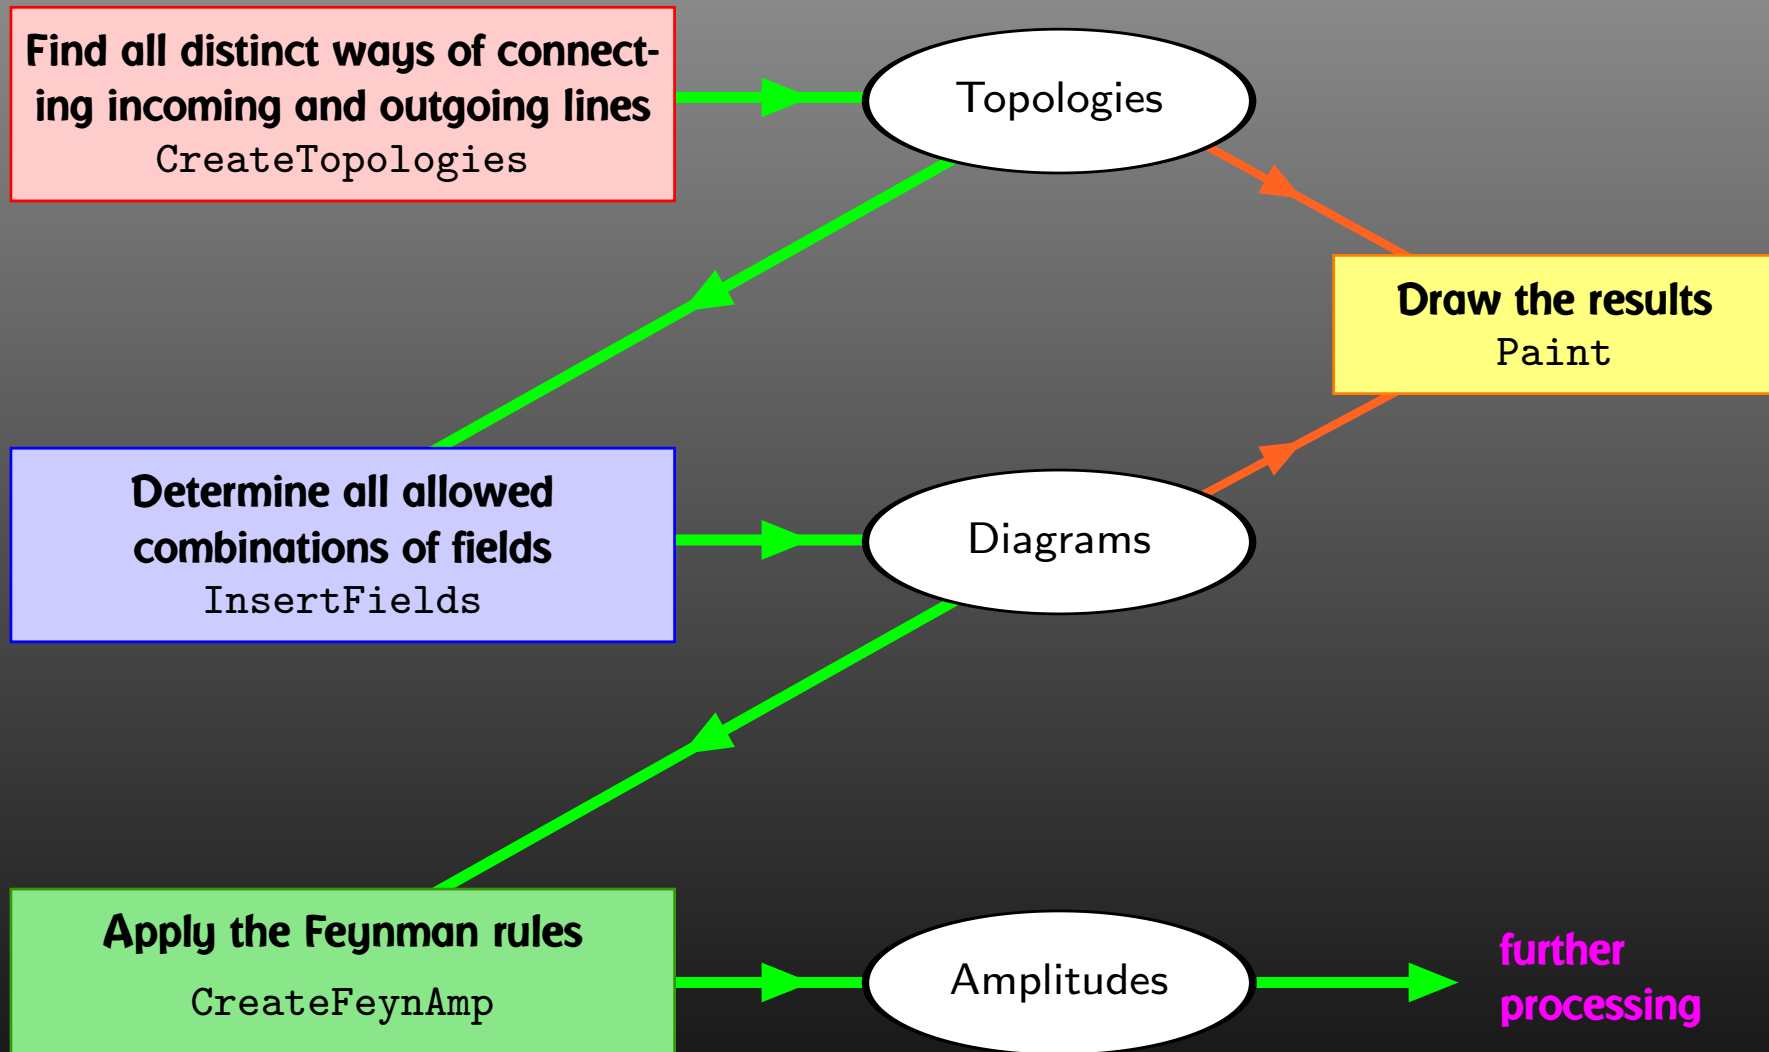 Find all distinct ways of connect-
ing incoming and outgoing lines
CreateTopologies
Topologies
Draw the results
Paint
Determine all allowed
combinations of fields
InsertFields
Diagrams
Apply the Feynman rules
CreateFeynAmp
Amplitudes
further
processing